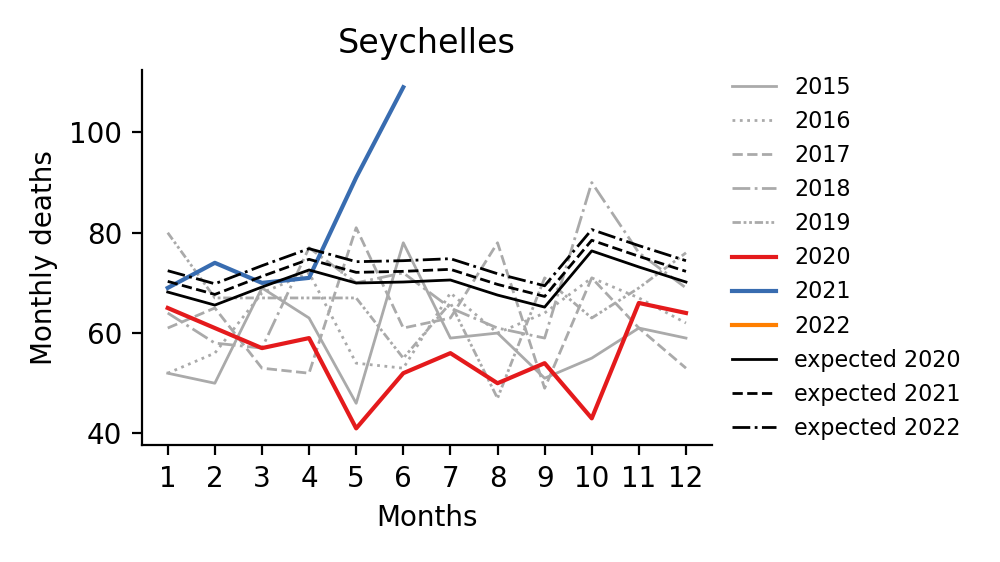 Seychelles
Monthly deaths
100
80
60
40
1 2 3 4 5 6 7 8 9 10 11 12
Months
2015
2016
2017
2018
2019
2020
2021
2022
expected 2020
expected 2021
expected 2022